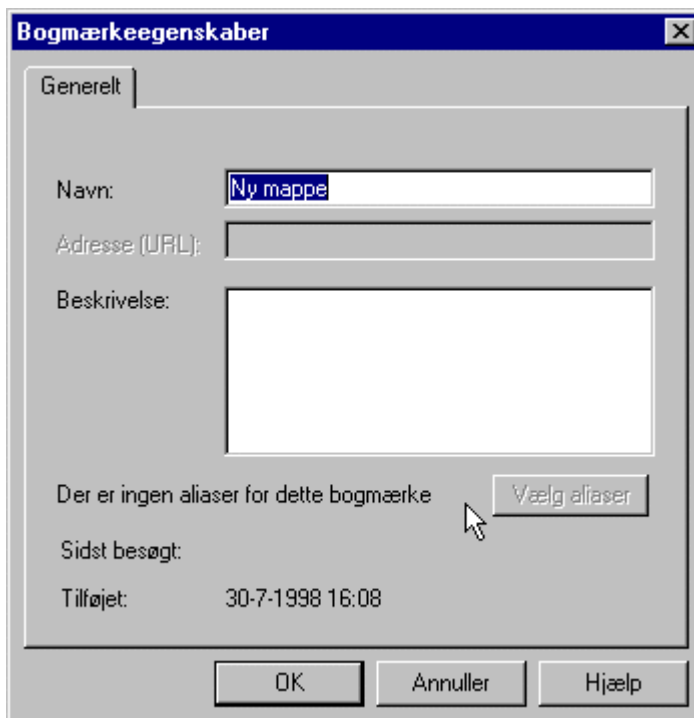 Bogmærkeegenskaber
Generelt
Navn: Ny mappe
Adresse (URL):
Beskrivelse:
Der er ingen aliaser for dette bogmærke Vælg aliaser
Sidst besøgt:
Tilføjet: 30-7-1998 16:08
OK Annuller Hjælp